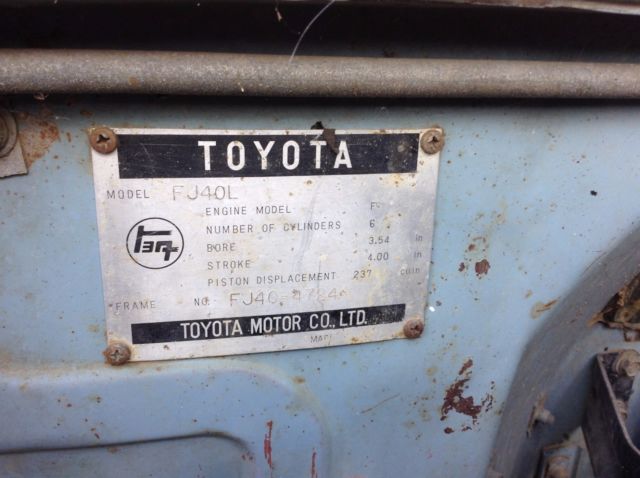 TOYOTA
MODEL FJ40L
ENGINE MODEL F
NUMBER OF CYLINDERS 6
BORE 3.54 in
STROKE 4.00 in
PISTON DISPLACEMENT 237 cuin
FRAME NO. FJ40-
TOYOTA MOTOR CO., LTD.